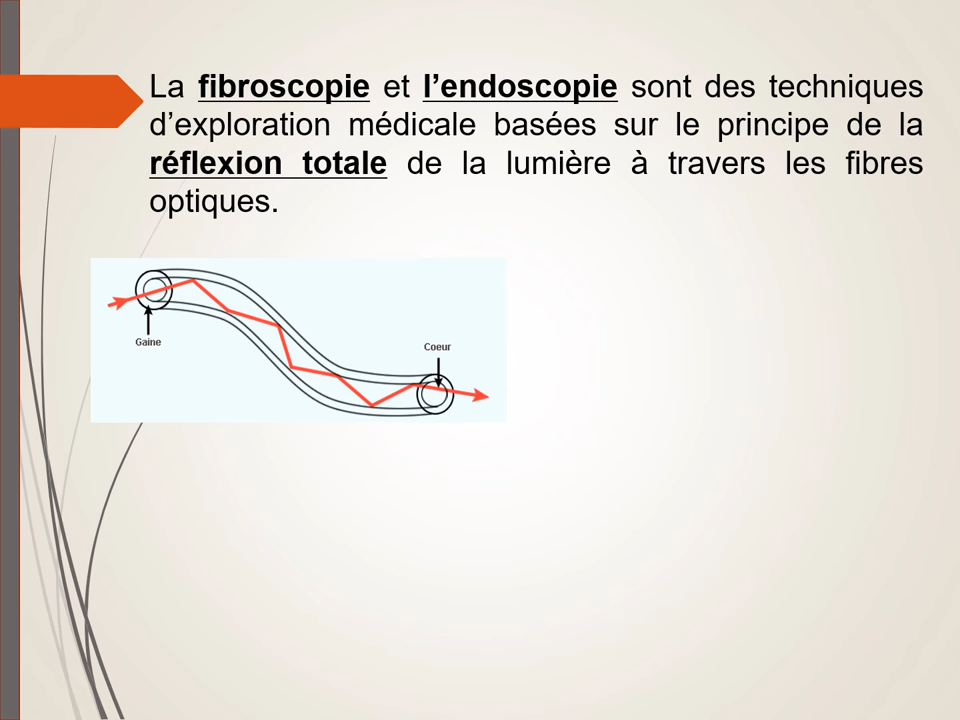 La fibroscopie et l’endoscopie sont des techniques
d’exploration médicale basées sur le principe de la
réflexion totale de la lumière à travers les fibres
optiques.
Gaine
Coeur